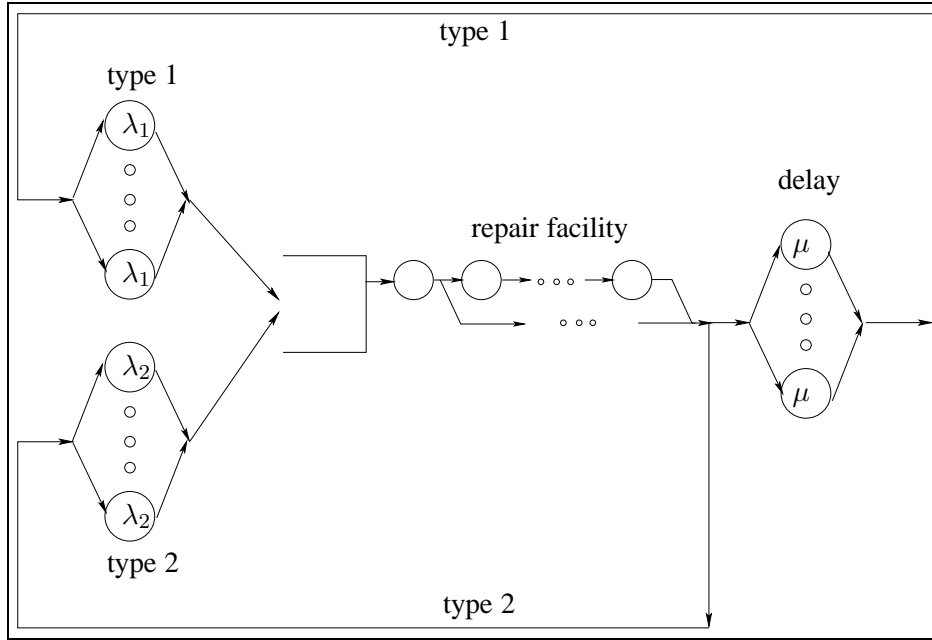 type 1
type 1
λ1
λ1
delay
repair facility
μ
μ
λ2
λ2
type 2
type 2